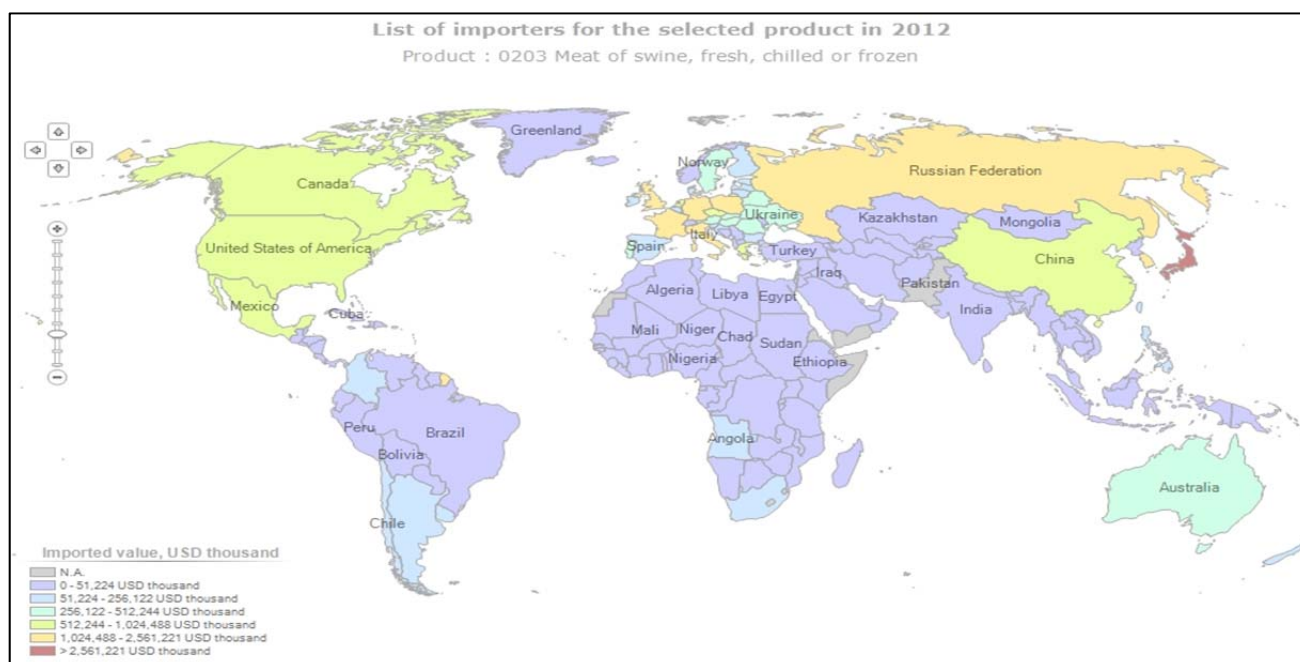 List of importers for the selected product in 2012
Product : 0203 Meat of swine, fresh, chilled or frozen
Greenland
Norway
Canada
Russian Federation
Ukraine
Kazakhstan
Mongolia
Italy
United States of America
Spain
Turkey
China
Iraq
Pakistan
Algeria
Libya
Egypt
Mexico
Cuba
India
Mali
Niger
Chad
Sudan
Nigeria
Ethiopia
Peru
Brazil
Angola
Bolivia
Australia
Chile
Imported value, USD thousand
N.A.
0 - 51,224 USD thousand
51,224 - 256,122 USD thousand
256,122 - 512,244 USD thousand
512,244 - 1,024,488 USD thousand
1,024,488 - 2,561,221 USD thousand
> 2,561,221 USD thousand